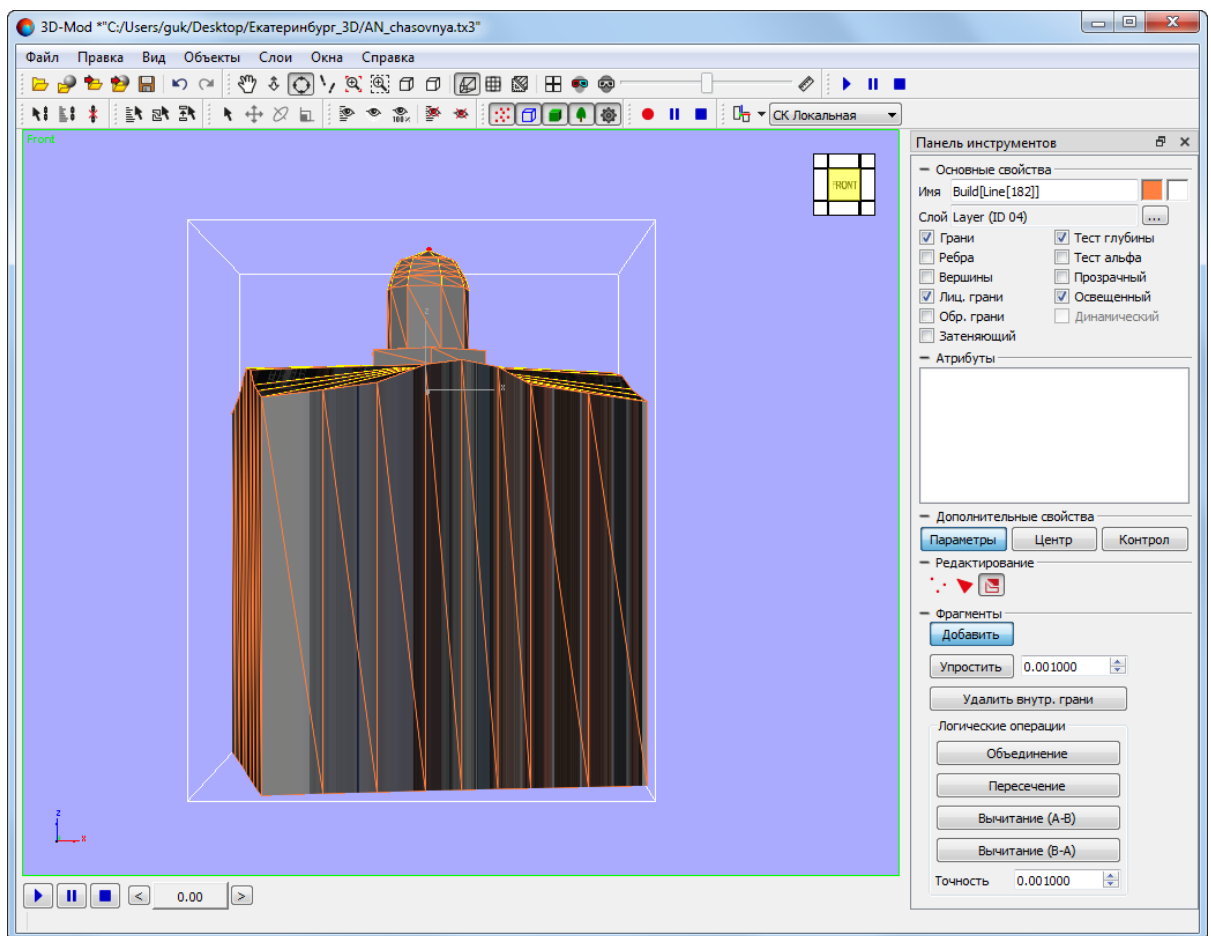 3D-Mod *"C:/Users/guk/Desktop/Екатеринбург_3D/AN_chasovnya.tx3"
Файл Правка Вид Объекты Слои Окна Справка
100%
СК Локальная
Front
FRONT
z
x
z
x
0.00
Панель инструментов
Основные свойства
Имя Build[Line[182]]
Слой Layer (ID 04) ...
Грани Тест глубины
Ребра Тест альфа
Вершины Прозрачный
Лиц. грани Освещенный
Обр. грани Динамический
Затеняющий
Атрибуты
Дополнительные свойства
Параметры Центр Контрол
Редактирование
Фрагменты
Добавить
Упростить 0.001000
Удалить внутр. грани
Логические операции
Объединение
Пересечение
Вычитание (A-B)
Вычитание (B-A)
Точность 0.001000